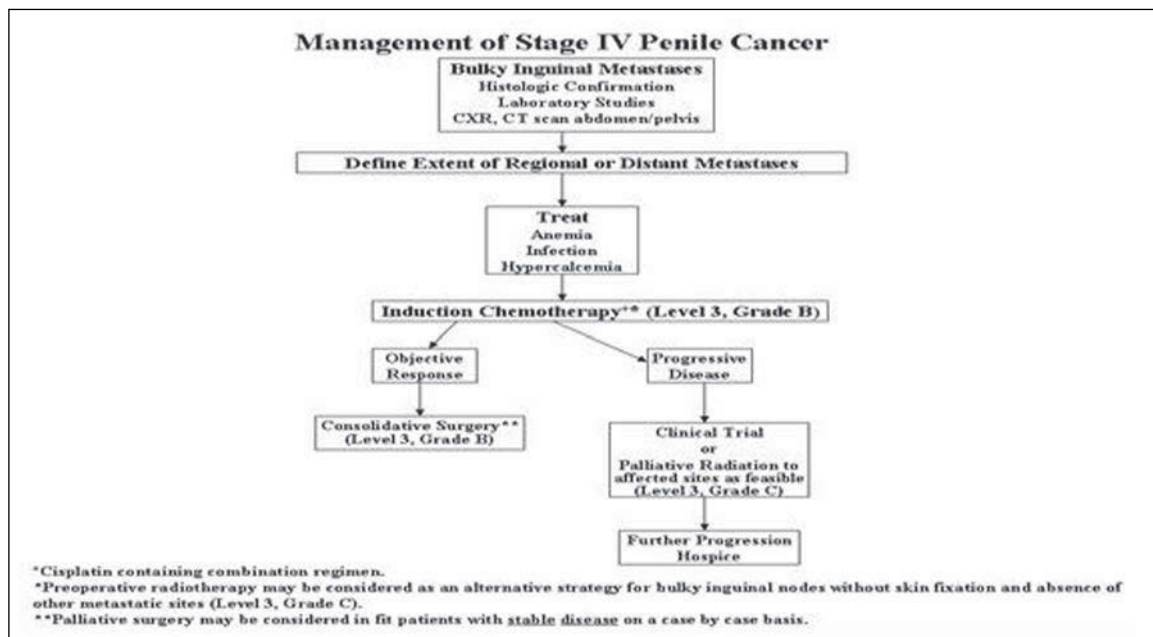 Management of Stage IV Penile Cancer
Bulky Inguinal Metastases
Histologic Confirmation
Laboratory Studies
CXR, CT scan abdomen/pelvis
Define Extent of Regional or Distant Metastases
Treat
Anemia
Infection
Hypercalcemia
Induction Chemotherapy⁺* (Level 3, Grade B)
Objective
Response
Progressive
Disease
Consolidative Surgery**
(Level 3, Grade B)
Clinical Trial
or
Palliative Radiation to
affected sites as feasible
(Level 3, Grade C)
Further Progression
Hospice
⁺Cisplatin containing combination regimen.
*Preoperative radiotherapy may be considered as an alternative strategy for bulky inguinal nodes without skin fixation and absence of
other metastatic sites (Level 3, Grade C).
**Palliative surgery may be considered in fit patients with stable disease on a case by case basis.